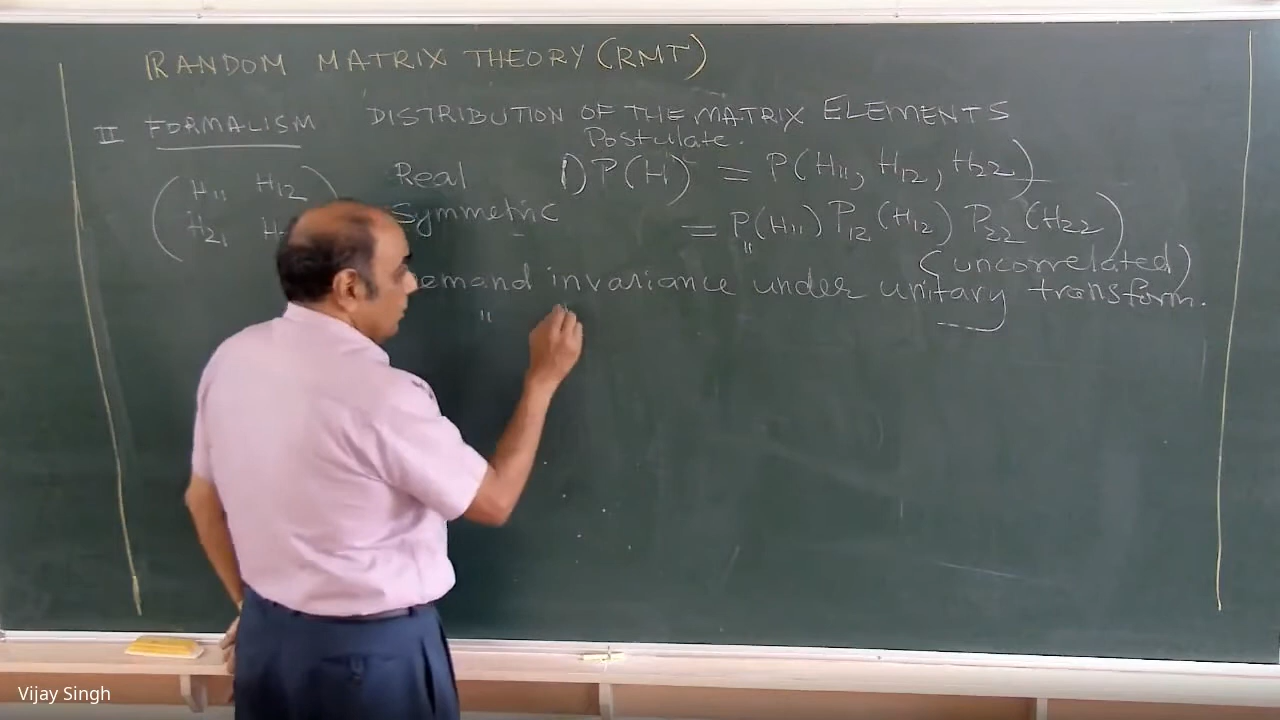 RANDOM MATRIX THEORY (RMT)
II FORMALISM DISTRIBUTION OF THE MATRIX ELEMENTS
Postulate.
H11 H12 Real 1) P(H) = P(H11, H12, H22)
H21 Symmetric = P11(H11) P12(H12) P22(H22)
(uncorrelated)
emand invariance under unitary transform.
"
Vijay Singh